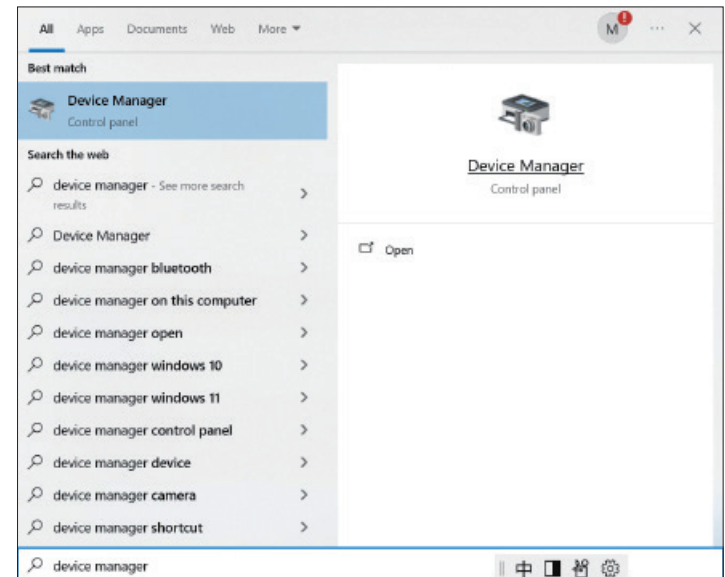 All Apps Documents Web More
M
Best match
Device Manager
Control panel
Search the web
device manager - See more search
results
Device Manager
device manager bluetooth
device manager on this computer
device manager open
device manager windows 10
device manager windows 11
device manager control panel
device manager device
device manager camera
device manager shortcut
Device Manager
Control panel
Open
device manager
中